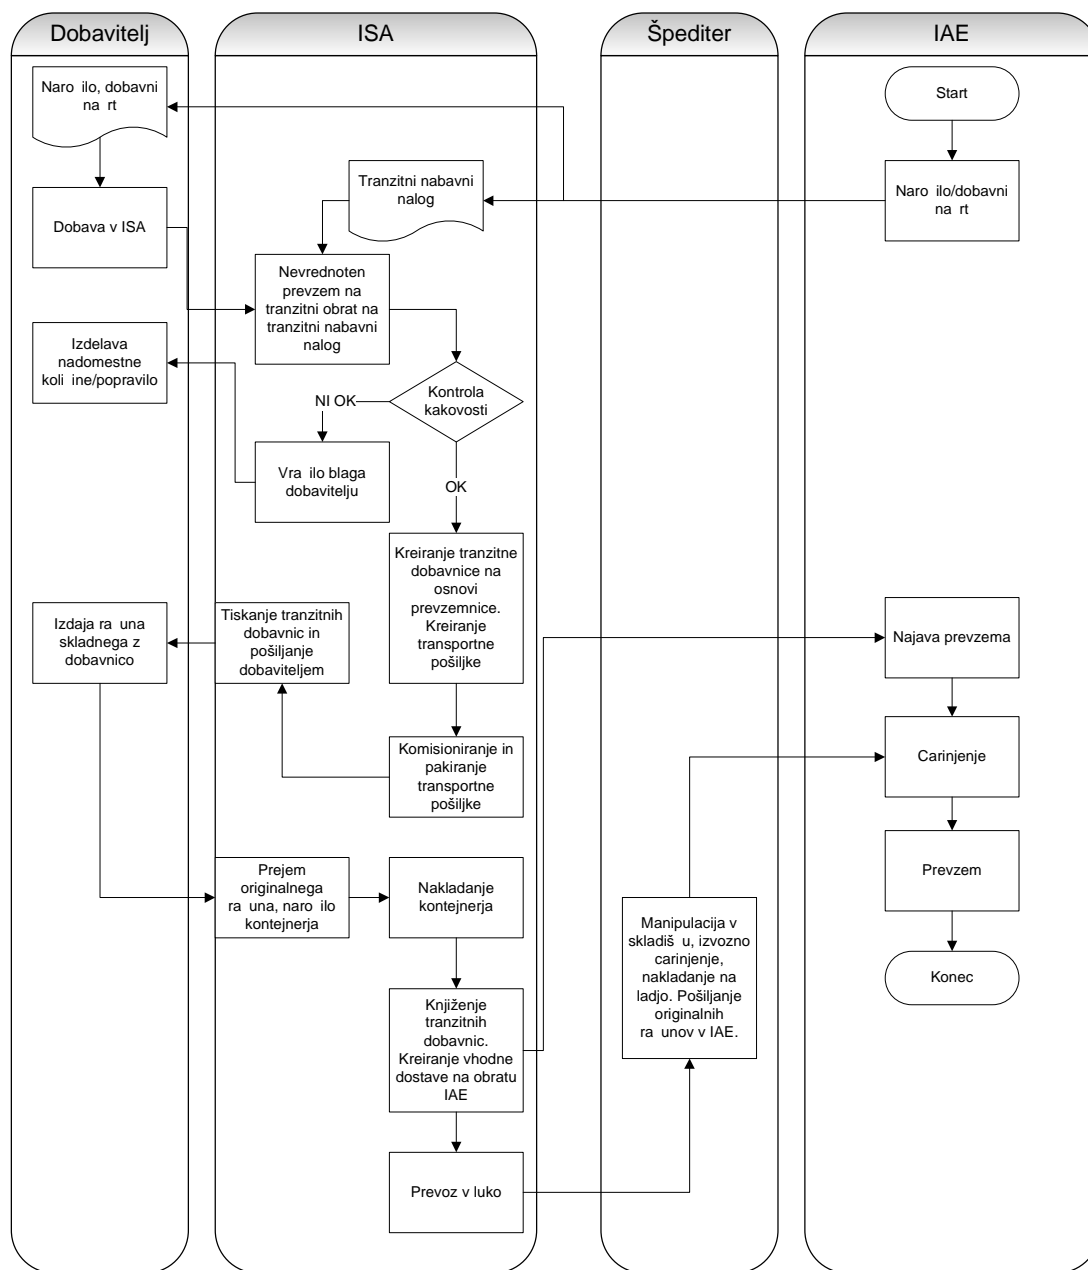 Dobavitelj
ISA
Špediter
IAE
Naro ilo, dobavni
na rt
Start
Tranzitni nabavni
nalog
Naro ilo/dobavni
na rt
Dobava v ISA
Nevrednoten
prevzem na
tranzitni obrat na
tranzitni nabavni
nalog
Izdelava
nadomestne
koli ine/popravilo
Kontrola
kakovosti
NI OK
Vra ilo blaga
dobavitelju
OK
Kreiranje tranzitne
dobavnice na
osnovi
prevzemnice.
Kreiranje
transportne
pošiljke
Izdaja ra una
skladnega z
dobavnico
Tiskanje tranzitnih
dobavnic in
pošiljanje
dobaviteljem
Najava prevzema
Komisioniranje in
pakiranje
transportne
pošiljke
Carinjenje
Prevzem
Prejem
originalnega
ra una, naro ilo
kontejnerja
Nakladanje
kontejnerja
Manipulacija v
skladiš u, izvozno
carinjenje,
nakladanje na
ladjo. Pošiljanje
originalnih
ra unov v IAE.
Konec
Knjiženje
tranzitnih
dobavnic.
Kreiranje vhodne
dostave na obratu
IAE
Prevoz v luko